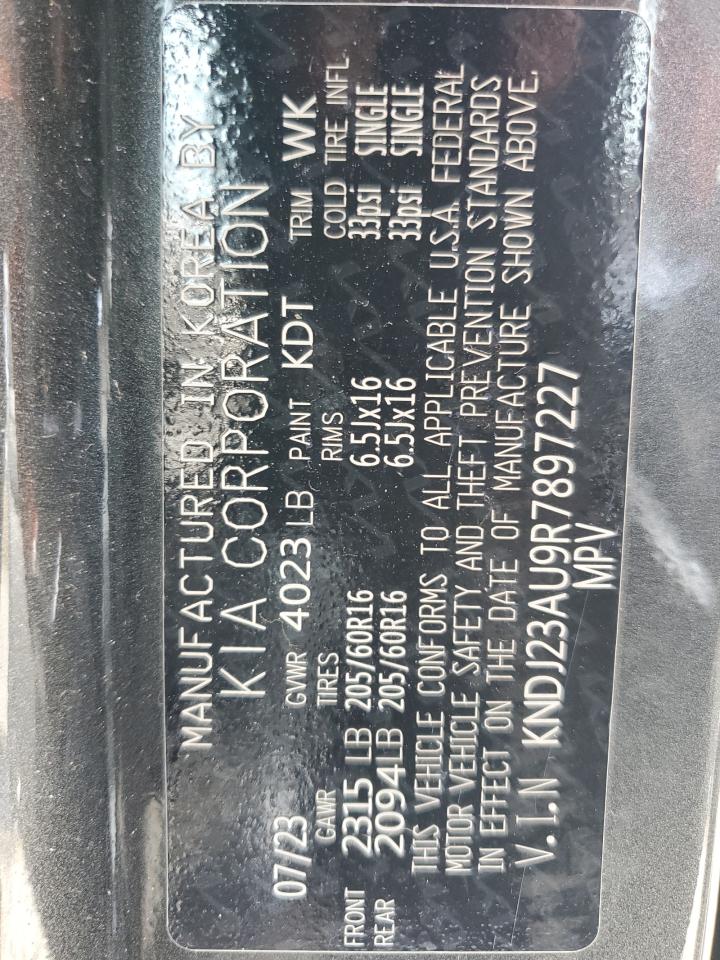 MANUFACTURED IN KOREA BY
KIA CORPORATION
07/23 GVWR 4023 LB PAINT KDT TRIM WK
GAWR TIRES RIMS COLD TIRE INFL.
FRONT 2315 LB 205/60R16 6.5Jx16 33psi SINGLE
REAR 2094LB 205/60R16 6.5Jx16 33psi SINGLE
THIS VEHICLE CONFORMS TO ALL APPLICABLE U.S.A. FEDERAL
MOTOR VEHICLE SAFETY AND THEFT PREVENTION STANDARDS
IN EFFECT ON THE DATE OF MANUFACTURE SHOWN ABOVE.
V.I.N KNDJ23AU9R7897227
MPV